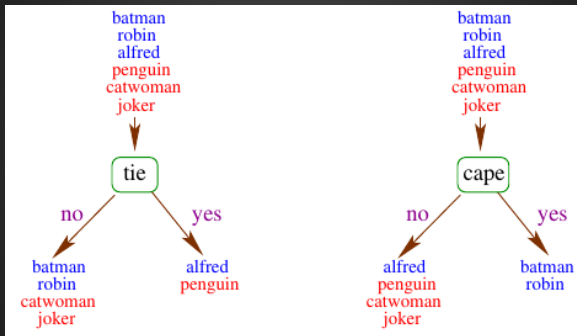 batman
robin
alfred
penguin
catwoman
joker
tie
no
yes
batman
robin
catwoman
joker
alfred
penguin
batman
robin
alfred
penguin
catwoman
joker
cape
no
yes
alfred
penguin
catwoman
joker
batman
robin